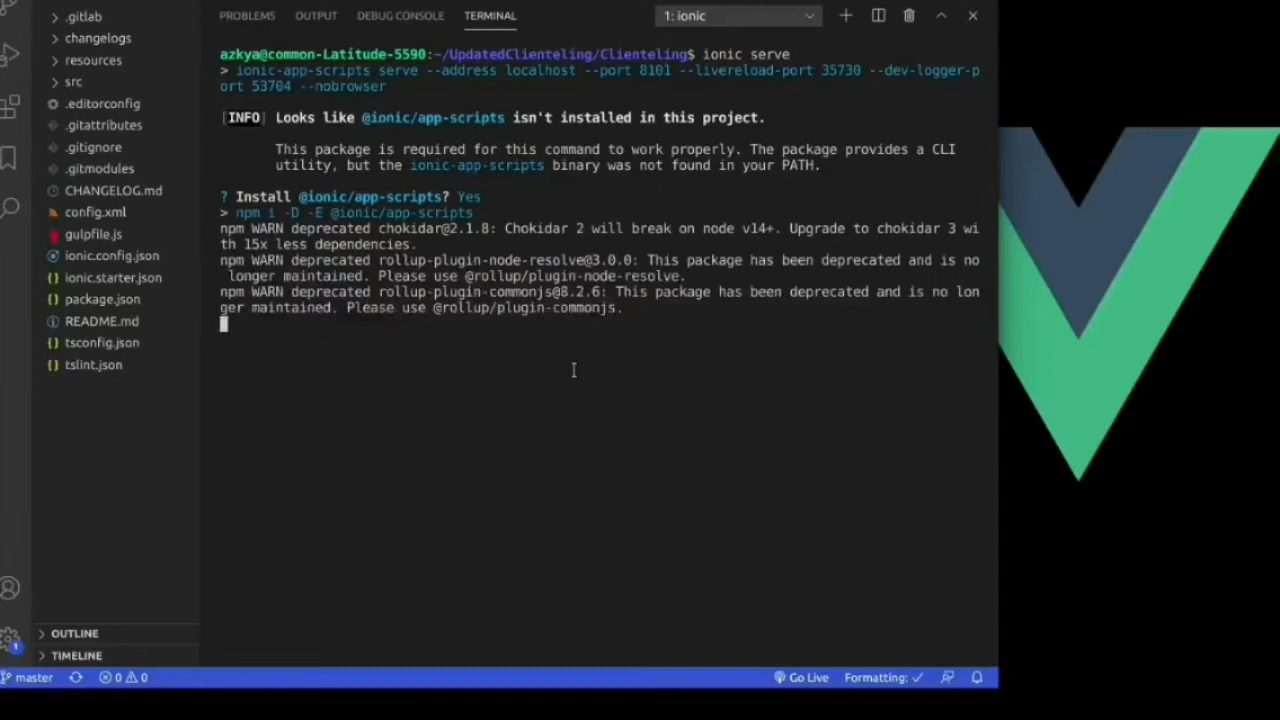 .gitlab
changelogs
resources
src
.editorconfig
.gitattributes
.gitignore
.gitmodules
CHANGELOG.md
config.xml
gulpfile.js
ionic.config.json
ionic.starter.json
package.json
README.md
tsconfig.json
tslint.json
OUTLINE
TIMELINE
PROBLEMS OUTPUT DEBUG CONSOLE TERMINAL 1: ionic
azkya@common-Latitude-5590:~/UpdatedClienteling/Clienteling$ ionic serve
> ionic-app-scripts serve --address localhost --port 8101 --livereload-port 35730 --dev-logger-p
ort 53704 --nobrowser
[INFO] Looks like @ionic/app-scripts isn't installed in this project.
This package is required for this command to work properly. The package provides a CLI
utility, but the ionic-app-scripts binary was not found in your PATH.
? Install @ionic/app-scripts? Yes
> npm i -D -E @ionic/app-scripts
npm WARN deprecated chokidar@2.1.8: Chokidar 2 will break on node v14+. Upgrade to chokidar 3 wi
th 15x less dependencies.
npm WARN deprecated rollup-plugin-node-resolve@3.0.0: This package has been deprecated and is no
longer maintained. Please use @rollup/plugin-node-resolve.
npm WARN deprecated rollup-plugin-commonjs@8.2.6: This package has been deprecated and is no lon
ger maintained. Please use @rollup/plugin-commonjs.
1
master 0 0 Go Live Formatting: ✓